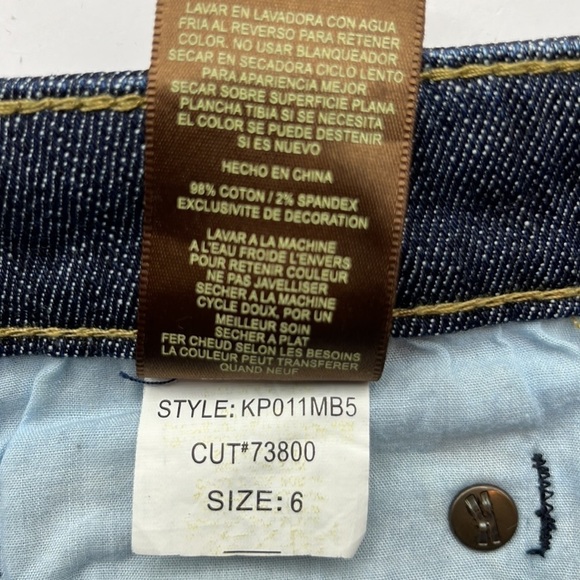 LAVAR EN LAVADORA CON AGUA
FRIA AL REVERSO PARA RETENER
COLOR. NO USAR BLANQUEADOR
SECAR EN SECADORA CICLO LENTO
PARA APARIENCIA MEJOR
SECAR SOBRE SUPERFICIE PLANA
PLANCHA TIBIA SI SE NECESITA
EL COLOR SE PUEDE DESTENIR
SI ES NUEVO
HECHO EN CHINA
98% COTON / 2% SPANDEX
EXCLUSIVITE DE DECORATION
LAVAR A LA MACHINE
A L'EAU FROIDE L'ENVERS
POUR RETENIR COULEUR
NE PAS JAVELLISER
SECHER A LA MACHINE
CYCLE DOUX, POR UN
MEILLEUR SOIN
SECHER A PLAT
FER CHEUD SELON LES BESOINS
LA COULEUR PEUT TRANSFERER
QUAND NEUF
STYLE: KP011MB5
CUT#73800
SIZE: 6